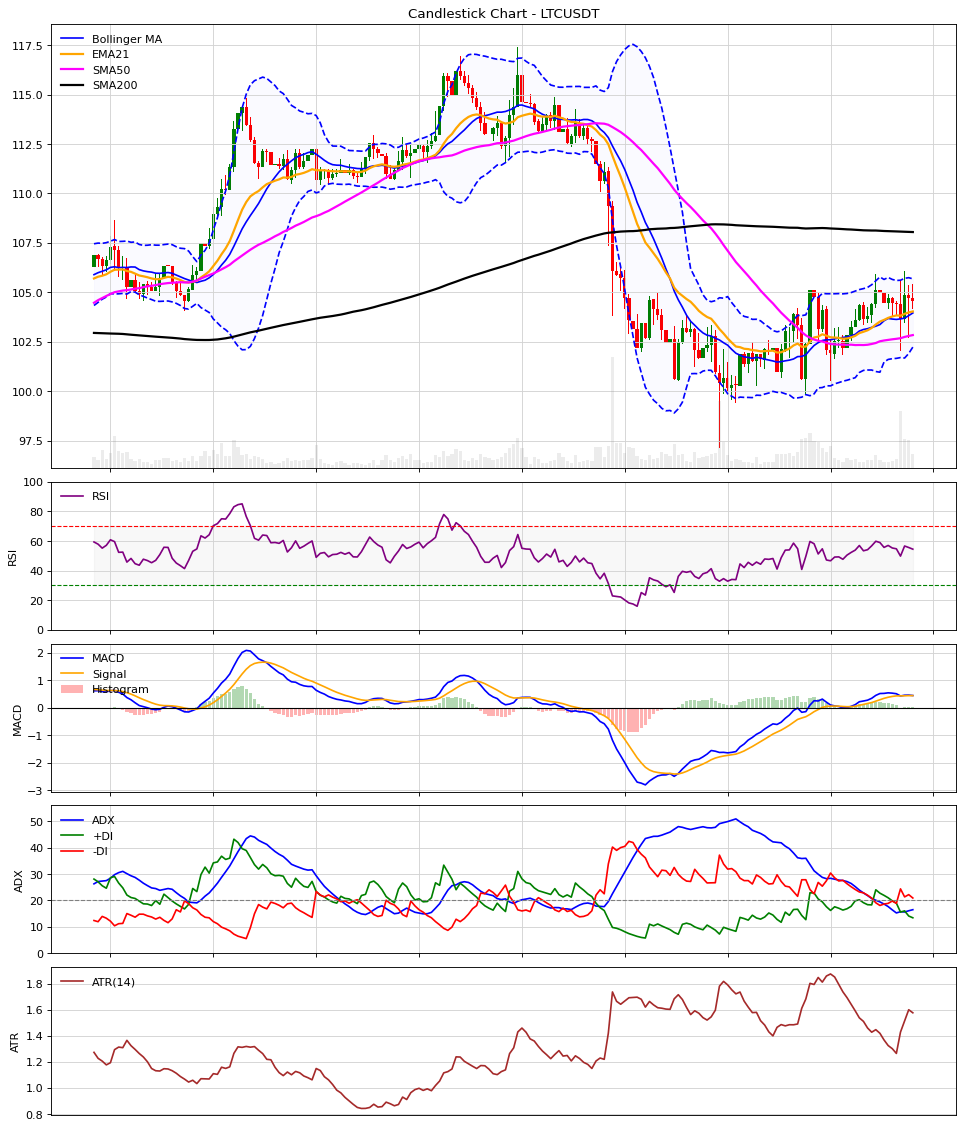 Candlestick Chart - LTCUSDT
Bollinger MA
EMA21
SMA50
SMA200
117.5
115.0
112.5
110.0
107.5
105.0
102.5
100.0
97.5
RSI
RSI
100
80
60
40
20
0
MACD
Signal
Histogram
MACD
2
1
0
−1
−2
−3
ADX
+DI
-DI
ADX
50
40
30
20
10
0
ATR(14)
ATR
1.8
1.6
1.4
1.2
1.0
0.8